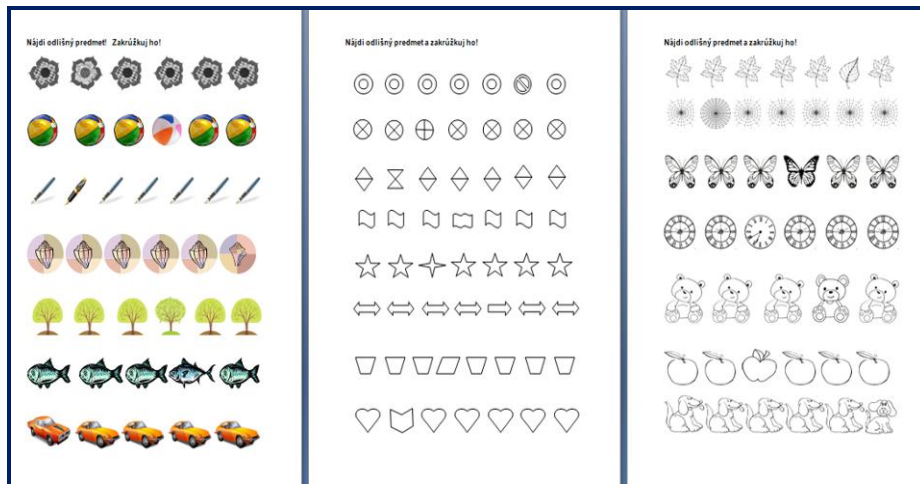 Nájdi odlišný predmet! Zakrúžkuj ho!
Nájdi odlišný predmet a zakrúžkuj ho!
Nájdi odlišný predmet a zakrúžkuj ho!